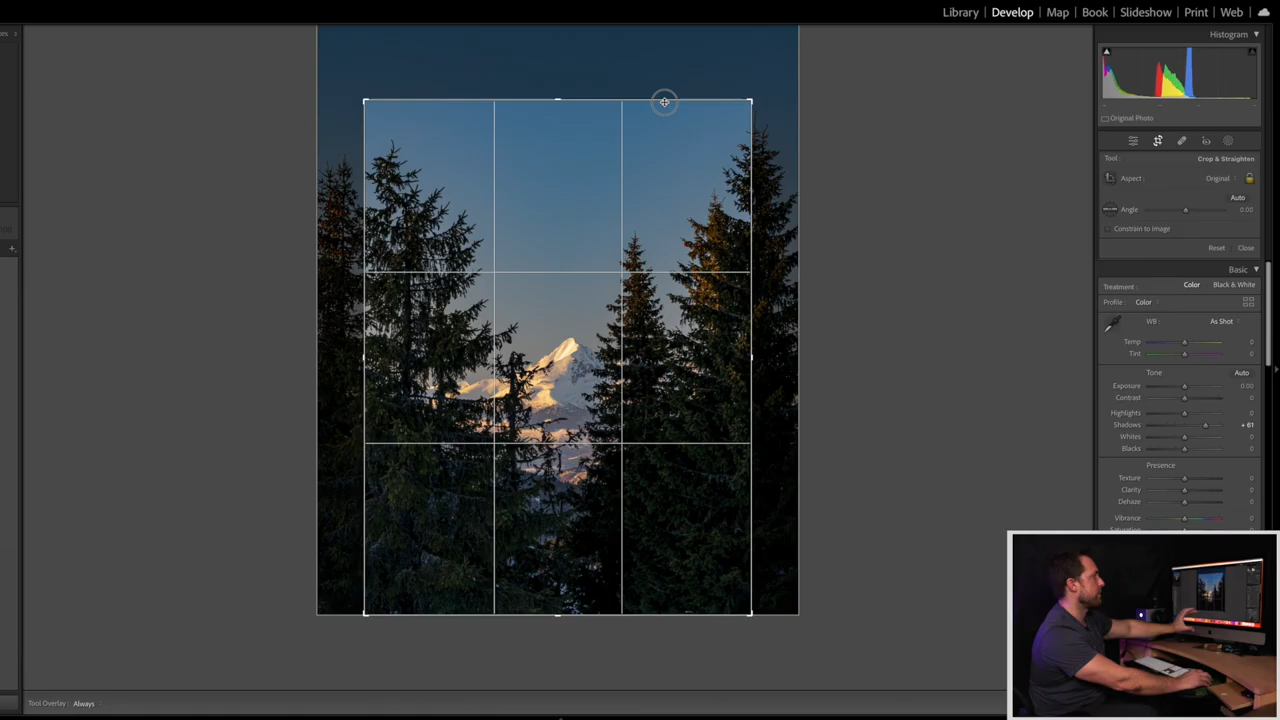 Library | Develop | Map | Book | Slideshow | Print | Web
Histogram
Original Photo
Tool : Crop & Straighten
Aspect : Original
Auto
Angle 0.00
Constrain to Image
Reset Close
Basic
Treatment : Color Black & White
Profile : Color
WB : As Shot
Temp 0
Tint 0
Tone Auto
Exposure 0.00
Contrast 0
Highlights 0
Shadows + 61
Whites 0
Blacks 0
Presence
Texture 0
Clarity 0
Dehaze 0
Vibrance 0
Tool Overlay : Always